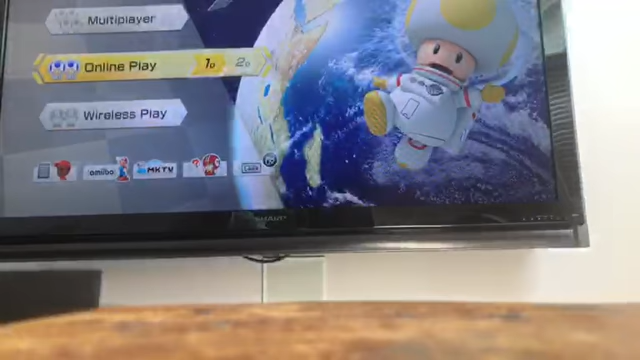 Multiplayer
Online Play 1p 2p
Wireless Play
amiibo MKTV
SHARP